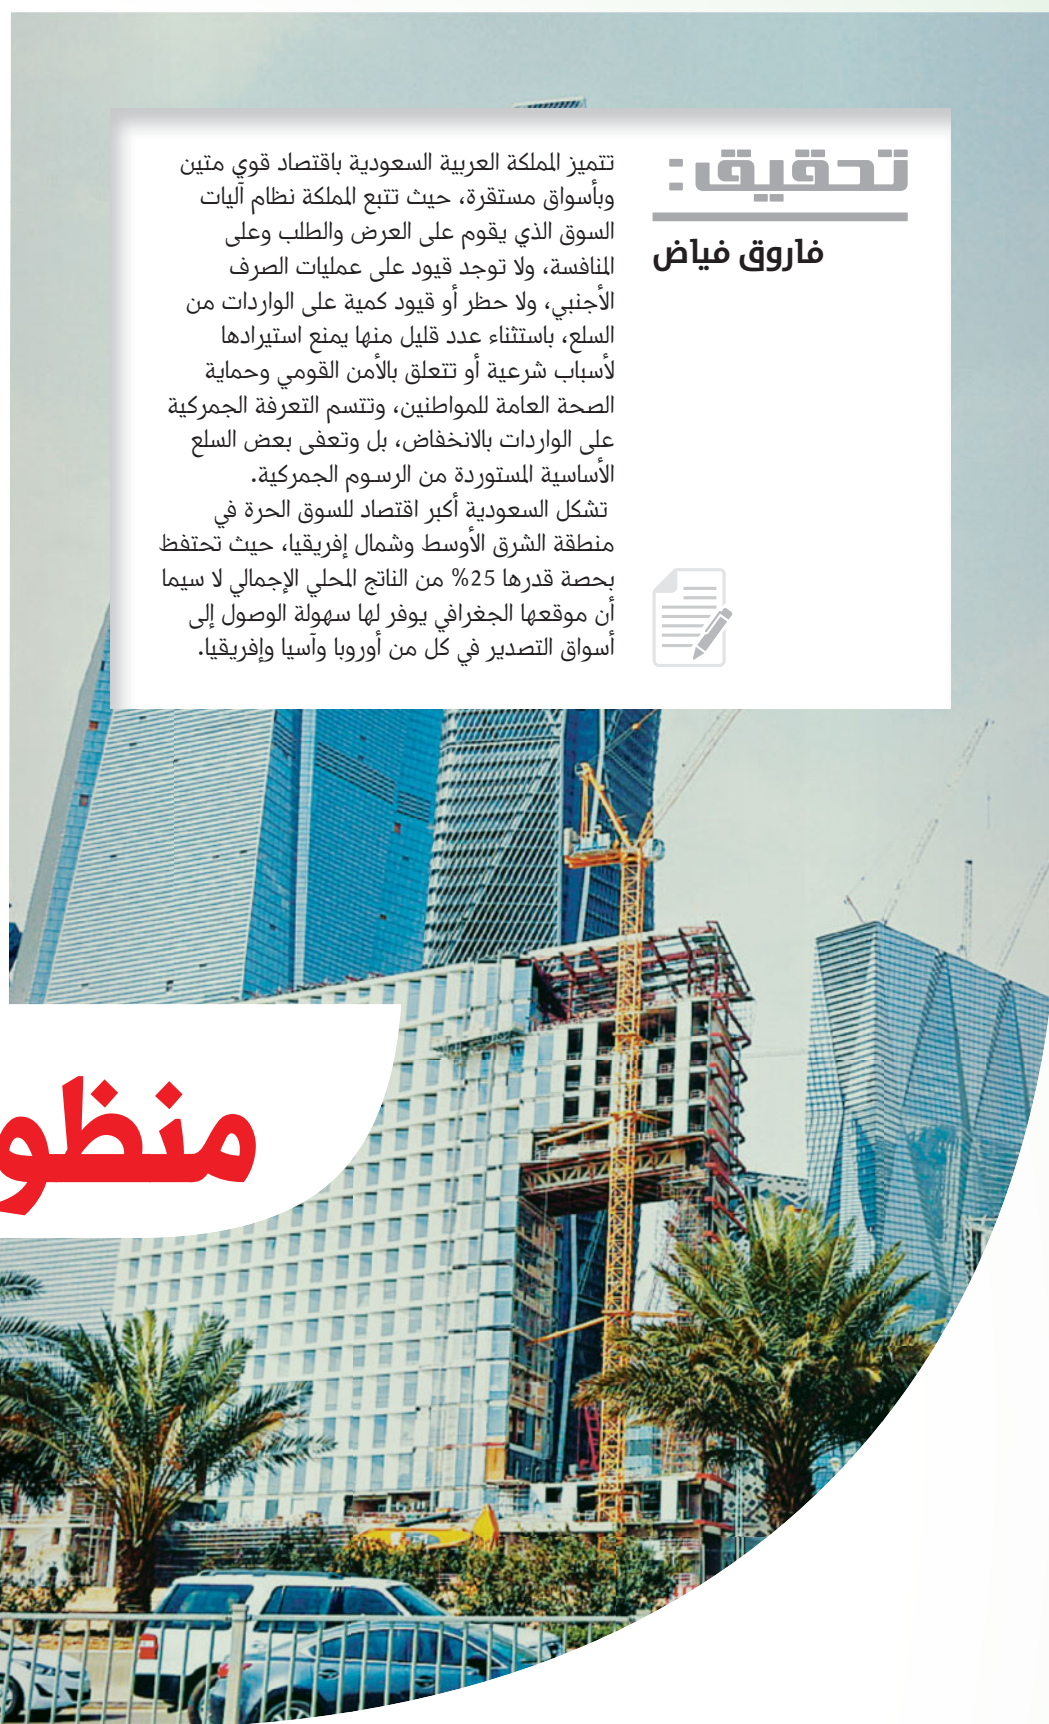 تحقيق:
فاروق فياض
تتميز المملكة العربية السعودية باقتصاد قوي متين
وبأسواق مستقرة، حيث تتبع المملكة نظام آليات
السوق الذي يقوم على العرض والطلب وعلى
المنافسة، ولا توجد قيود على عمليات الصرف
الأجنبي، ولا حظر أو قيود كمية على الواردات من
السلع، باستثناء عدد قليل منها يمنع استيرادها
لأسباب شرعية أو تتعلق بالأمن القومي وحماية
الصحة العامة للمواطنين، وتتسم التعرفة الجمركية
على الواردات بالانخفاض، بل وتعفى بعض السلع
الأساسية المستوردة من الرسوم الجمركية.
تشكل السعودية أكبر اقتصاد للسوق الحرة في
منطقة الشرق الأوسط وشمال إفريقيا، حيث تحتفظ
بحصة قدرها 25% من الناتج المحلي الإجمالي لا سيما
أن موقعها الجغرافي يوفر لها سهولة الوصول إلى
أسواق التصدير في كل من أوروبا وآسيا وإفريقيا.
منظو